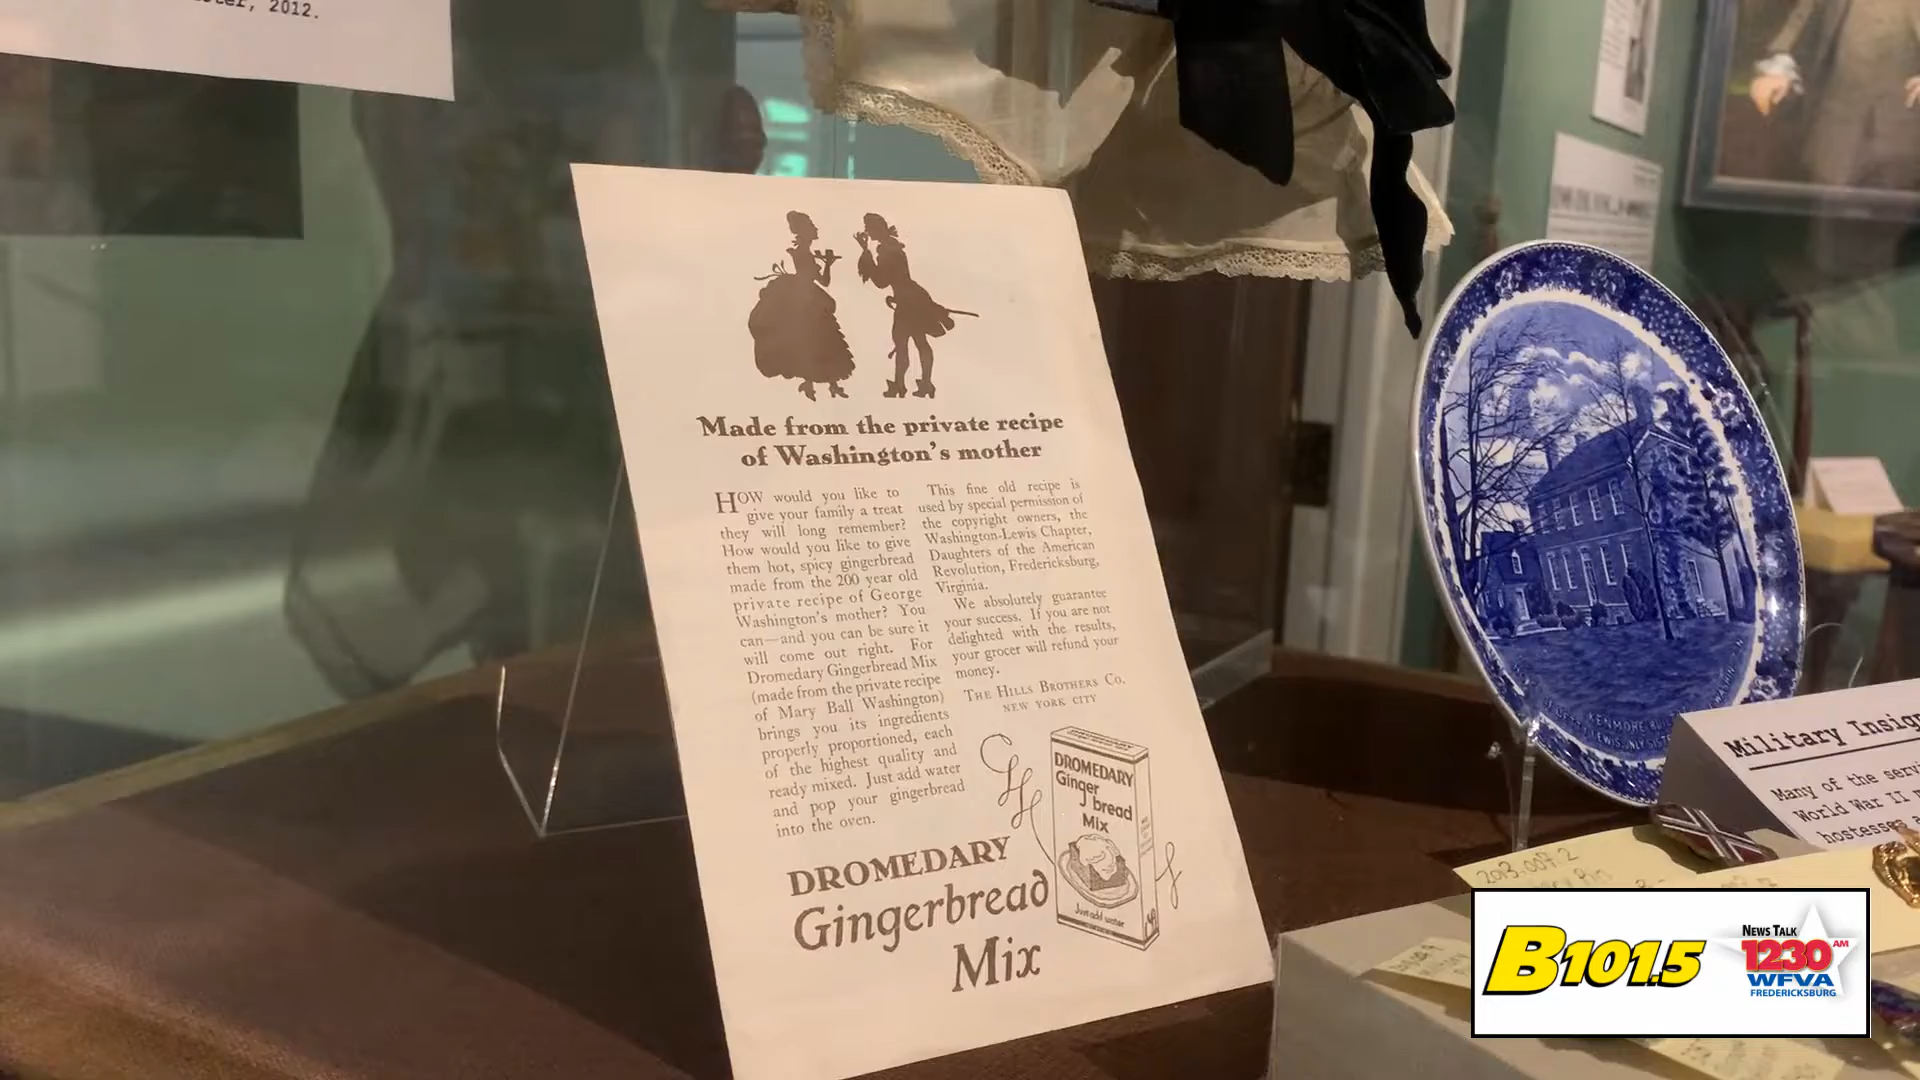 2012.
Made from the private recipe
of Washington's mother
HOW would you like to
give your family a treat
they will long remember?
How would you like to give
them hot, spicy gingerbread
made from the 200 year old
private recipe of George
Washington's mother? You
can—and you can be sure it
will come out right. For
Dromedary Gingerbread Mix
(made from the private recipe
of Mary Ball Washington)
brings you its ingredients
properly proportioned, each
of the highest quality and
ready mixed. Just add water
and pop your gingerbread
into the oven.
This fine old recipe is
used by special permission of
the copyright owners, the
Washington-Lewis Chapter,
Daughters of the American
Revolution, Fredericksburg,
Virginia.
We absolutely guarantee
your success. If you are not
delighted with the results,
your grocer will refund your
money.
THE HILLS BROTHERS CO.
NEW YORK CITY
DROMEDARY
Ginger
bread
Mix
Just add water
DROMEDARY
Gingerbread
Mix
KENMORE
Military
Many of the
World War II
hostesses
2013.007.2
B101.5
NEWS TALK
1230 AM
WFVA
FREDERICKSBURG